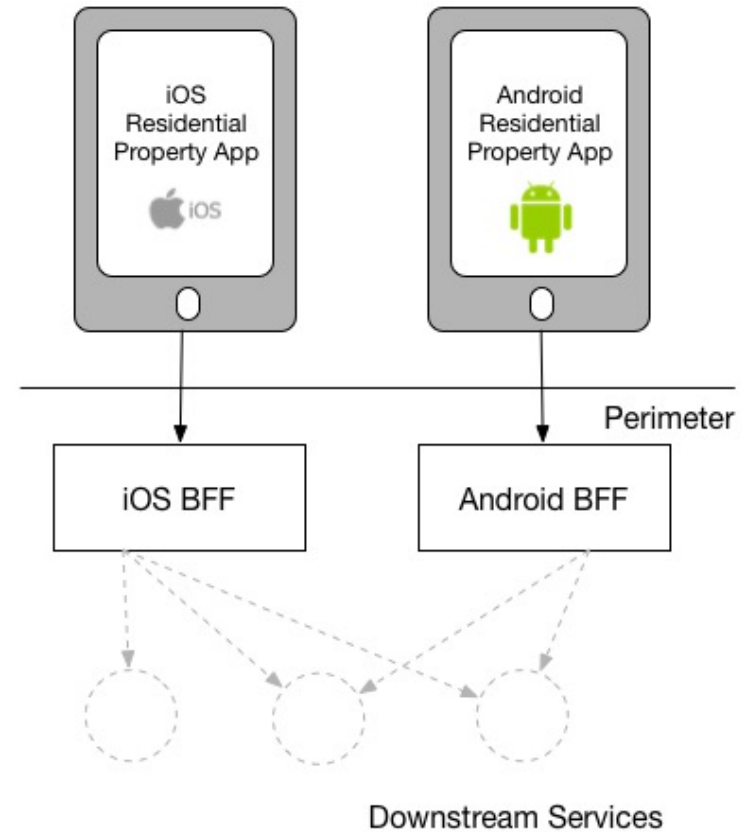 iOS
Residential
Property App
iOS
Android
Residential
Property App
Perimeter
iOS BFF
Android BFF
Downstream Services